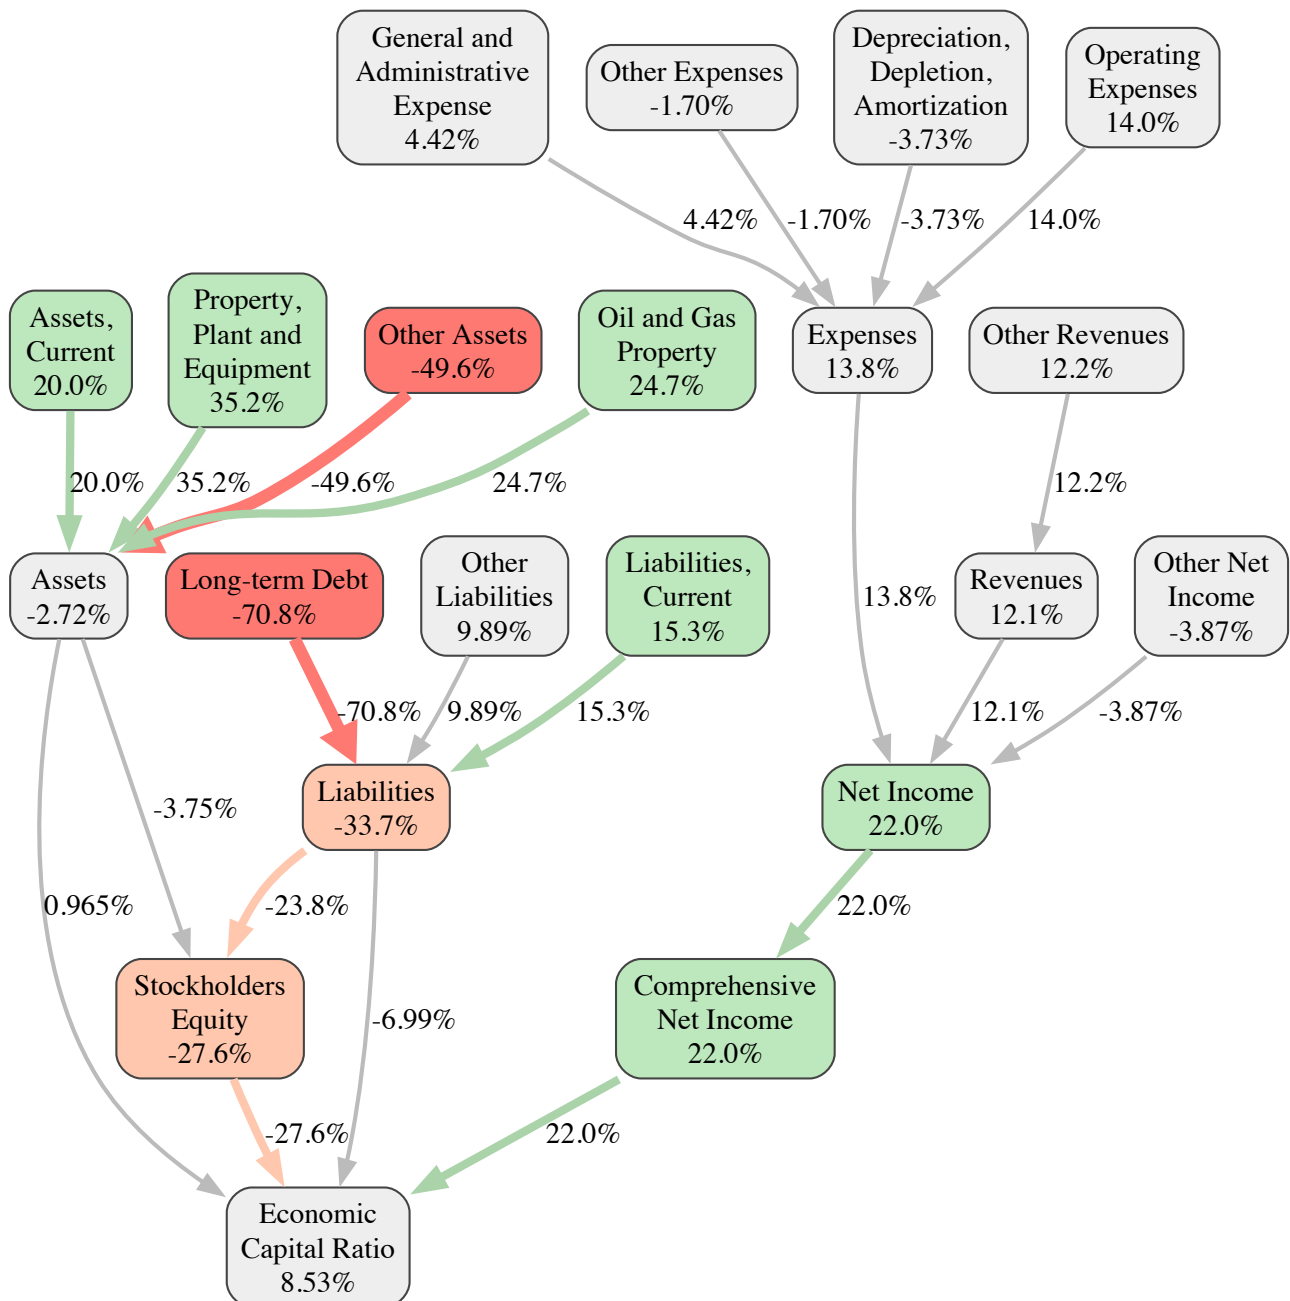 General and
Administrative
Expense
4.42%
Other Expenses
-1.70%
Depreciation,
Depletion,
Amortization
-3.73%
Operating
Expenses
14.0%
4.42%
-1.70%
-3.73%
14.0%
Assets,
Current
20.0%
Property,
Plant and
Equipment
35.2%
Other Assets
-49.6%
Oil and Gas
Property
24.7%
Expenses
13.8%
Other Revenues
12.2%
20.0%
35.2%
-49.6%
24.7%
12.2%
Assets
-2.72%
Long-term Debt
-70.8%
Other
Liabilities
9.89%
Liabilities,
Current
15.3%
13.8%
Revenues
12.1%
Other Net
Income
-3.87%
-70.8%
9.89%
15.3%
12.1%
-3.87%
-3.75%
Liabilities
-33.7%
Net Income
22.0%
0.965%
-23.8%
22.0%
Stockholders
Equity
-27.6%
-6.99%
Comprehensive
Net Income
22.0%
-27.6%
22.0%
Economic
Capital Ratio
8.53%